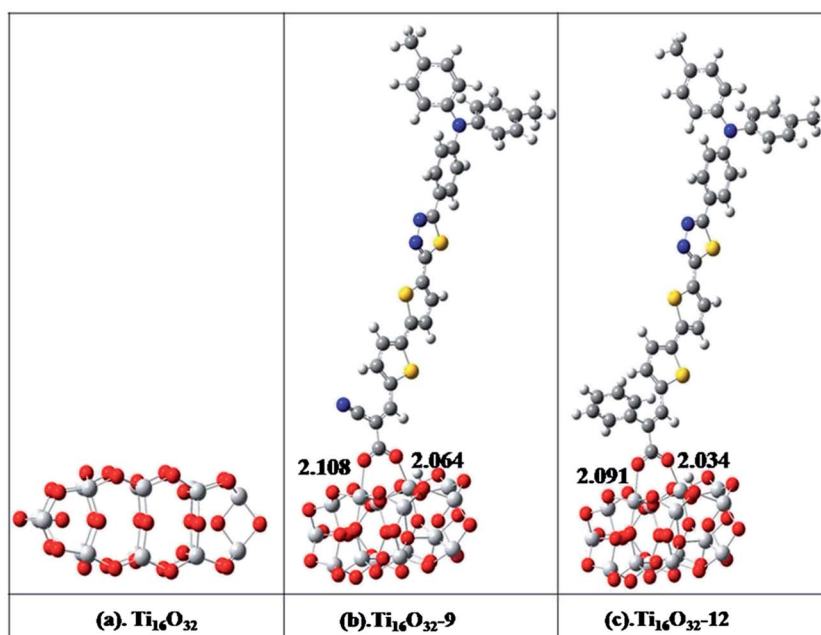 2.108
2.064
2.091
2.034
(a). Ti₁₆O₃₂
(b).Ti₁₆O₃₂-9
(c).Ti₁₆O₃₂-12